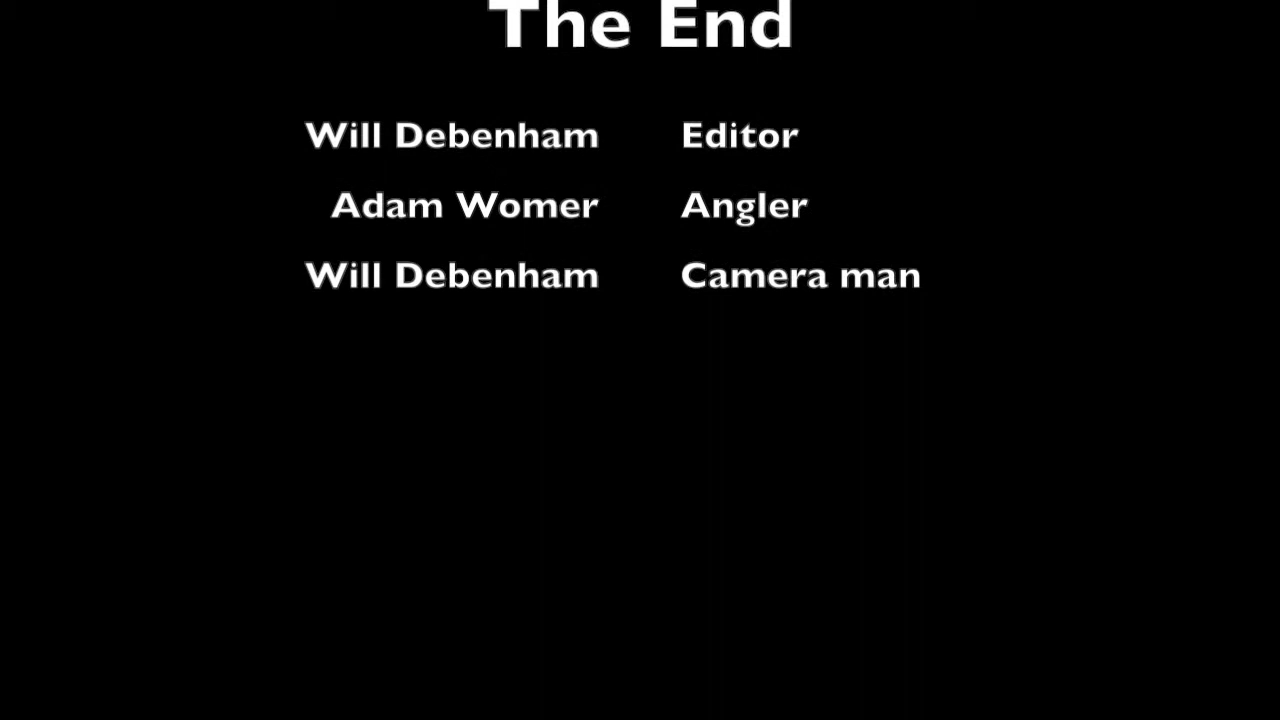 The End
Will Debenham Editor
Adam Womer Angler
Will Debenham Camera man